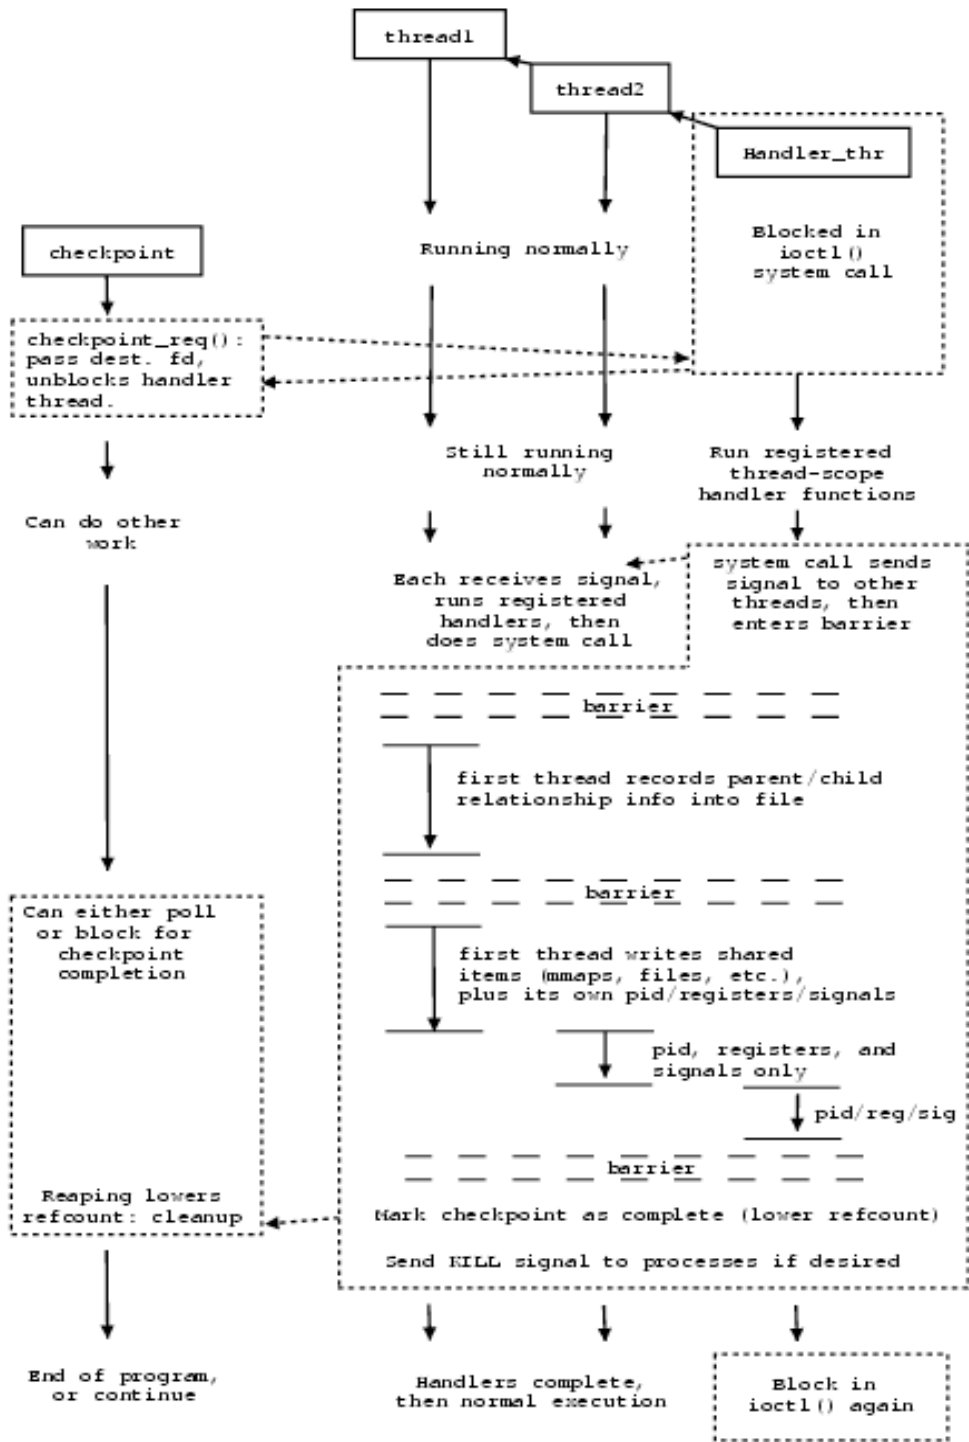 thread1
thread2
Handler_thr
Blocked in
ioctl()
system call
checkpoint
Running normally
checkpoint_req():
pass dest. fd,
unblocks handler
thread.
Still running
normally
Run registered
thread-scope
handler functions
Can do other
work
Each receives signal,
runs registered
handlers, then
does system call
system call sends
signal to other
threads, then
enters barrier
barrier
first thread records parent/child
relationship info into file
barrier
Can either poll
or block for
checkpoint
completion
first thread writes shared
items (mmaps, files, etc.),
plus its own pid/registers/signals
pid, registers, and
signals only
pid/reg/sig
barrier
Reaping lowers
refcount: cleanup
Mark checkpoint as complete (lower refcount)
Send KILL signal to processes if desired
End of program,
or continue
Handlers complete,
then normal execution
Block in
ioctl() again